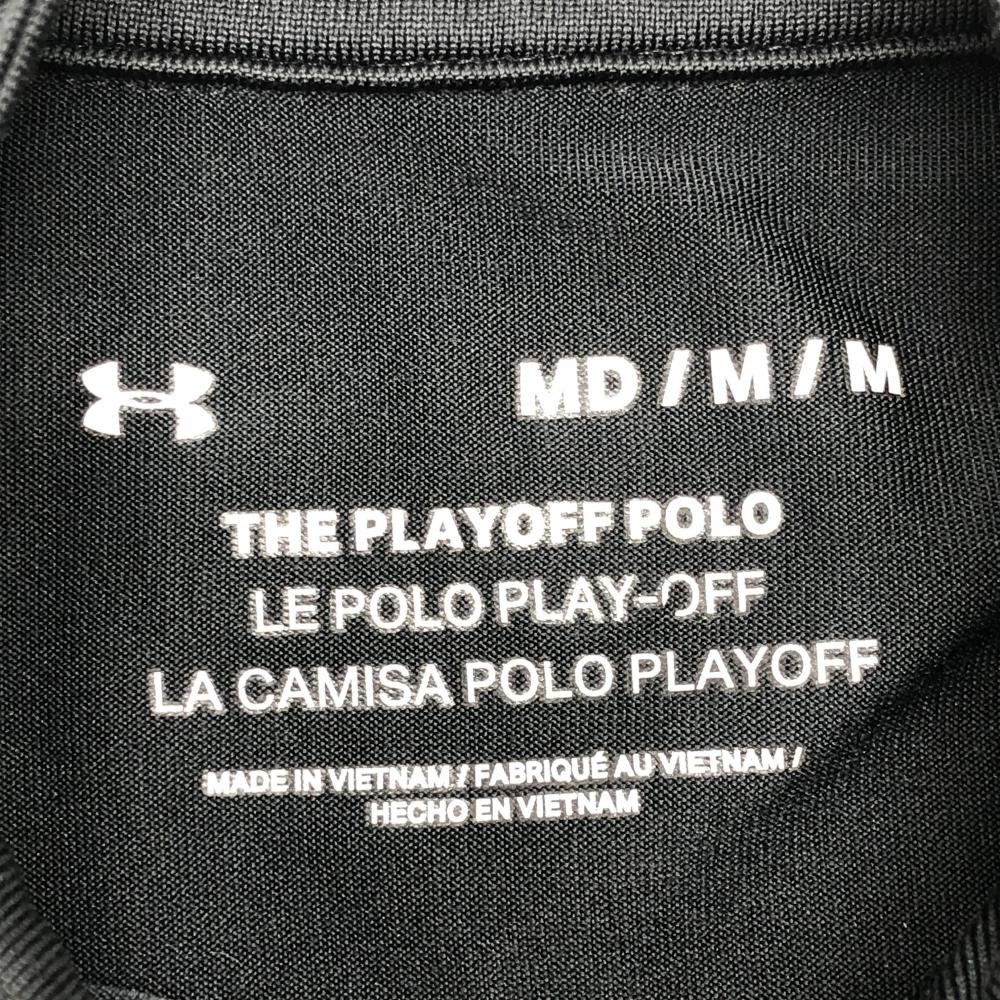 MD / M / M
THE PLAYOFF POLO
LE POLO PLAY-OFF
LA CAMISA POLO PLAYOFF
MADE IN VIETNAM / FABRIQUÉ AU VIETNAM /
HECHO EN VIETNAM